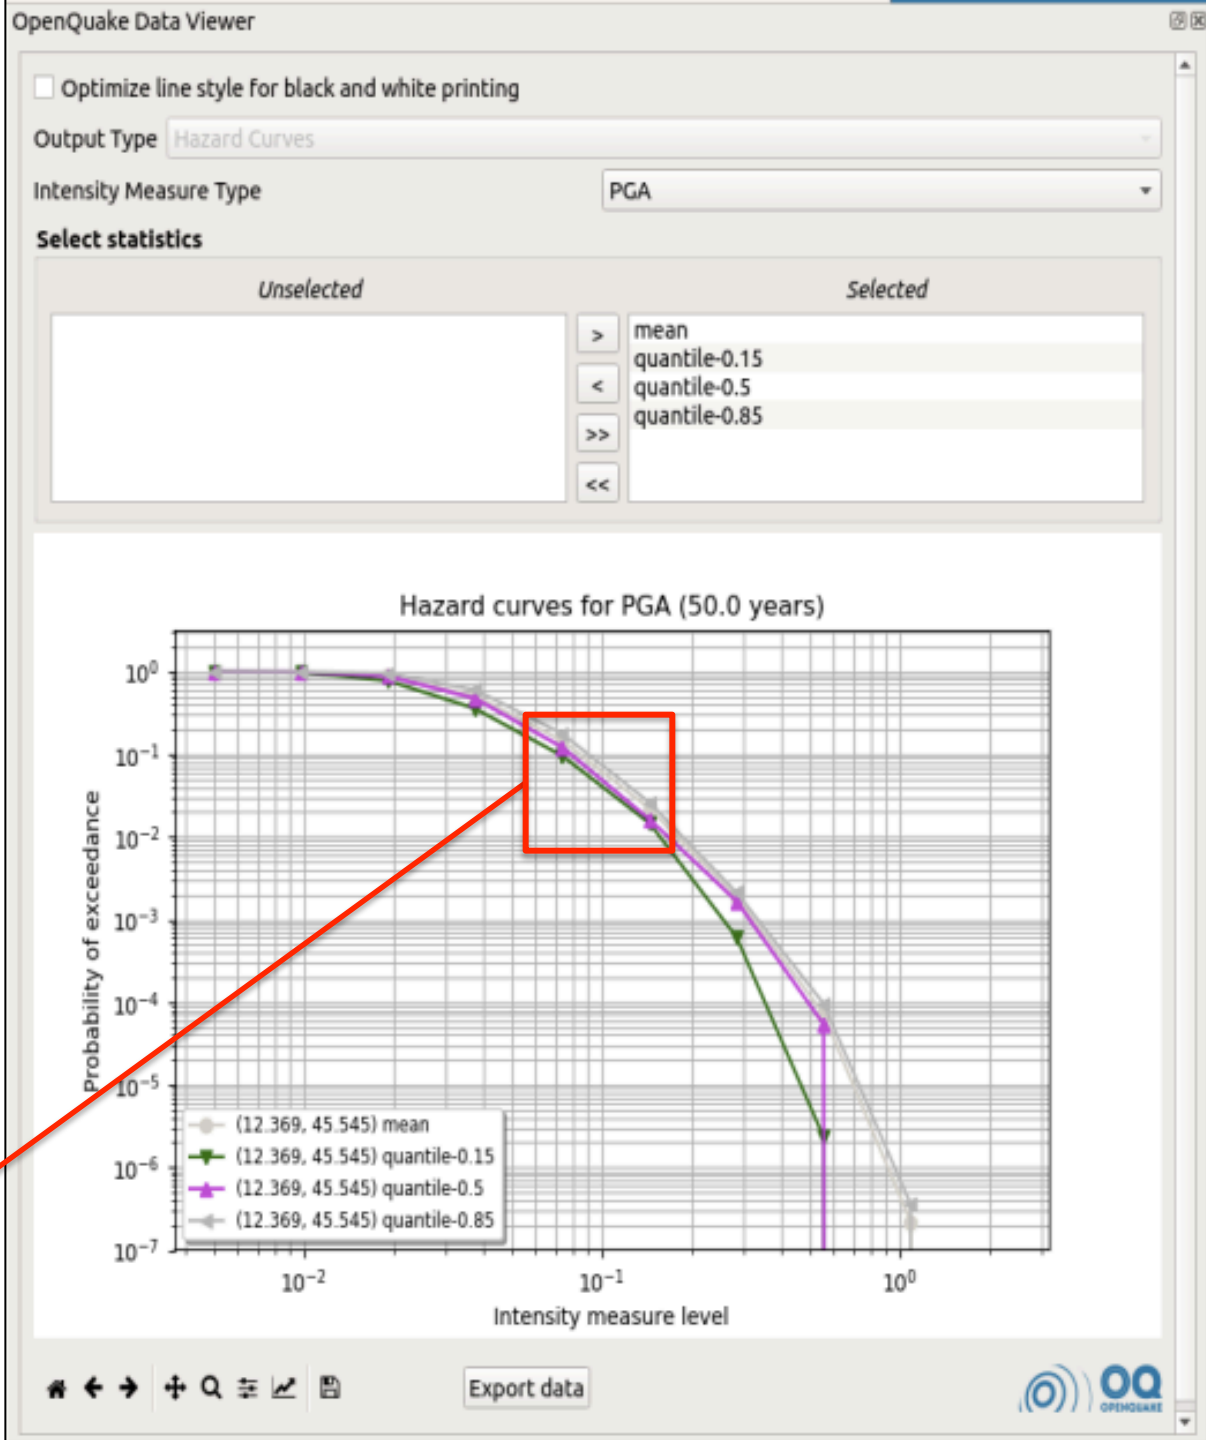 OpenQuake Data Viewer
Optimize line style for black and white printing
Output Type Hazard Curves
Intensity Measure Type PGA
Select statistics
Unselected Selected
> mean
quantile-0.15
< quantile-0.5
quantile-0.85
>>
<<
Hazard curves for PGA (50.0 years)
10⁰
10⁻¹
10⁻²
10⁻³
10⁻⁴
10⁻⁵
10⁻⁶
10⁻⁷
Probability of exceedance
(12.369, 45.545) mean
(12.369, 45.545) quantile-0.15
(12.369, 45.545) quantile-0.5
(12.369, 45.545) quantile-0.85
10⁻² 10⁻¹ 10⁰
Intensity measure level
Export data
OQ
OPENQUAKE